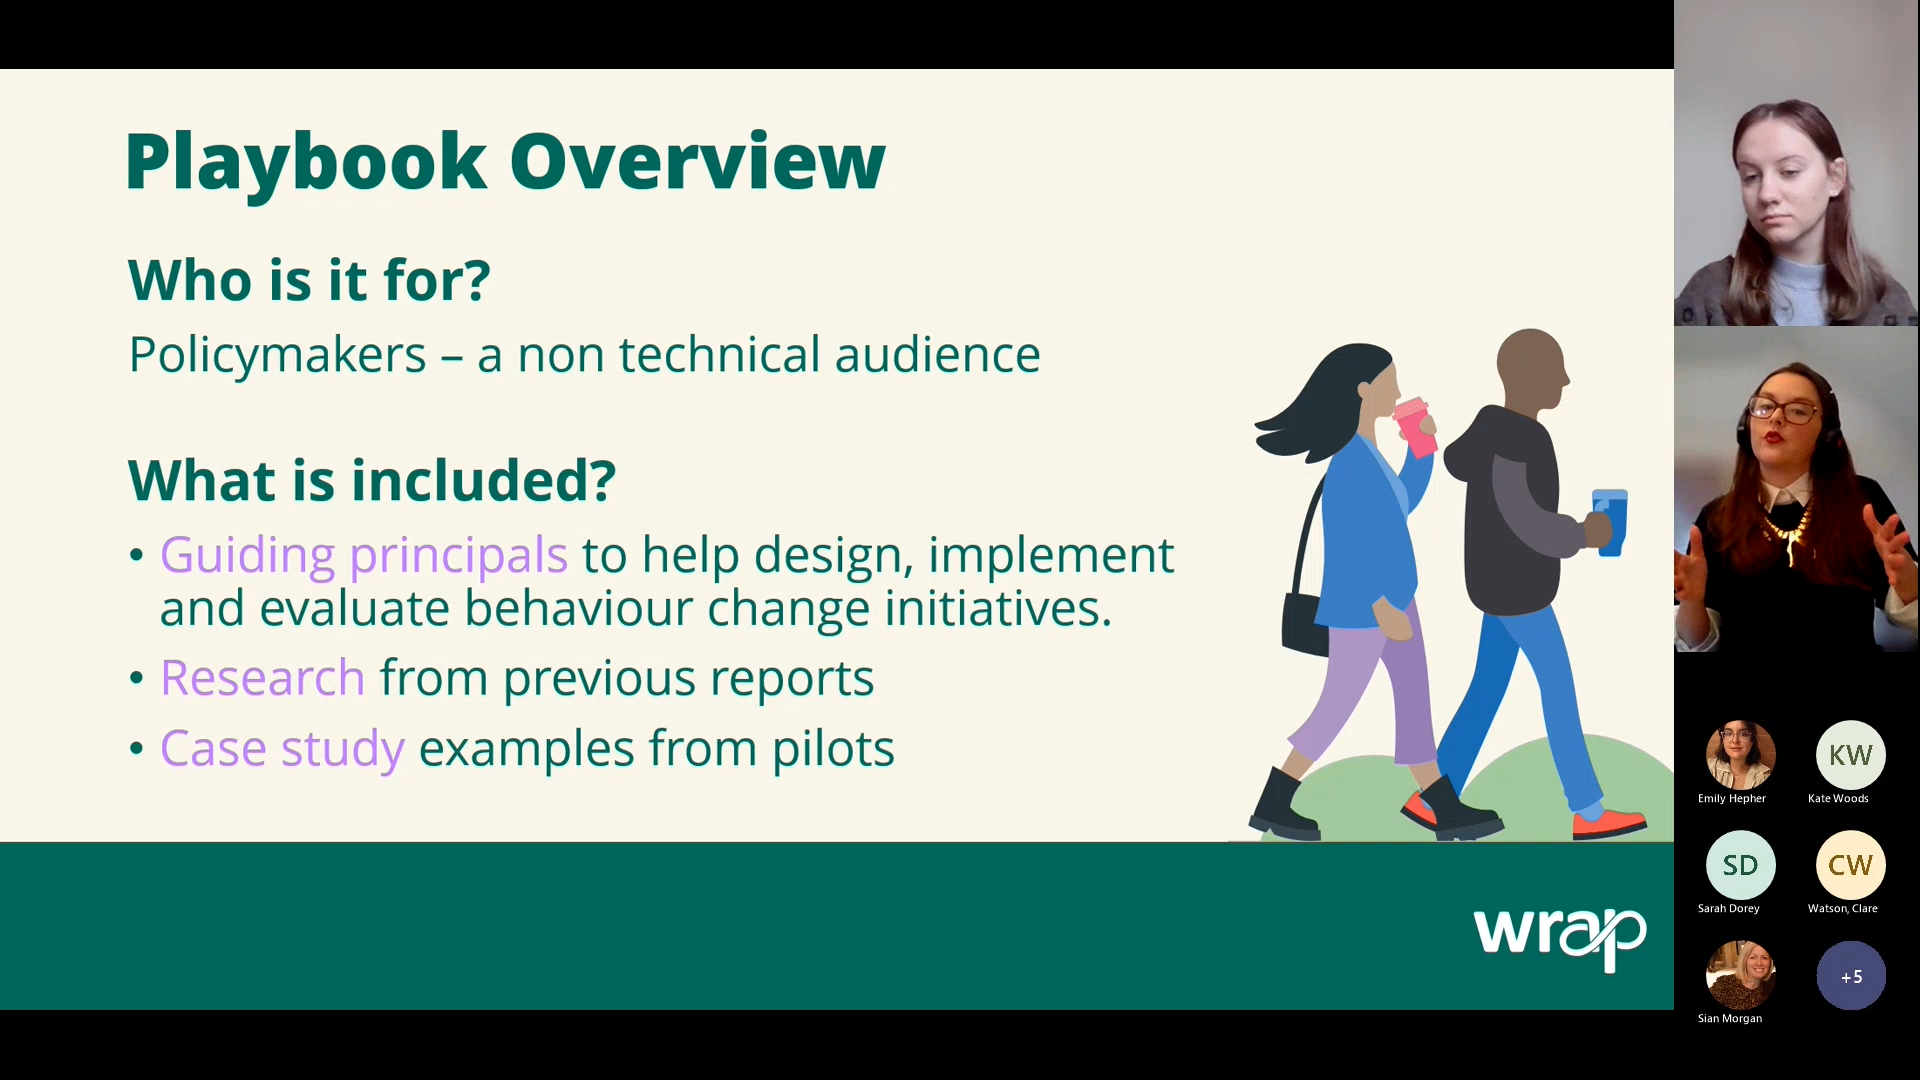 Playbook Overview
Who is it for?
Policymakers – a non technical audience
What is included?
• Guiding principals to help design, implement
and evaluate behaviour change initiatives.
• Research from previous reports
• Case study examples from pilots
wrap
Emily Hepher
KW
Kate Woods
SD
Sarah Dorey
CW
Watson, Clare
Sian Morgan
+5